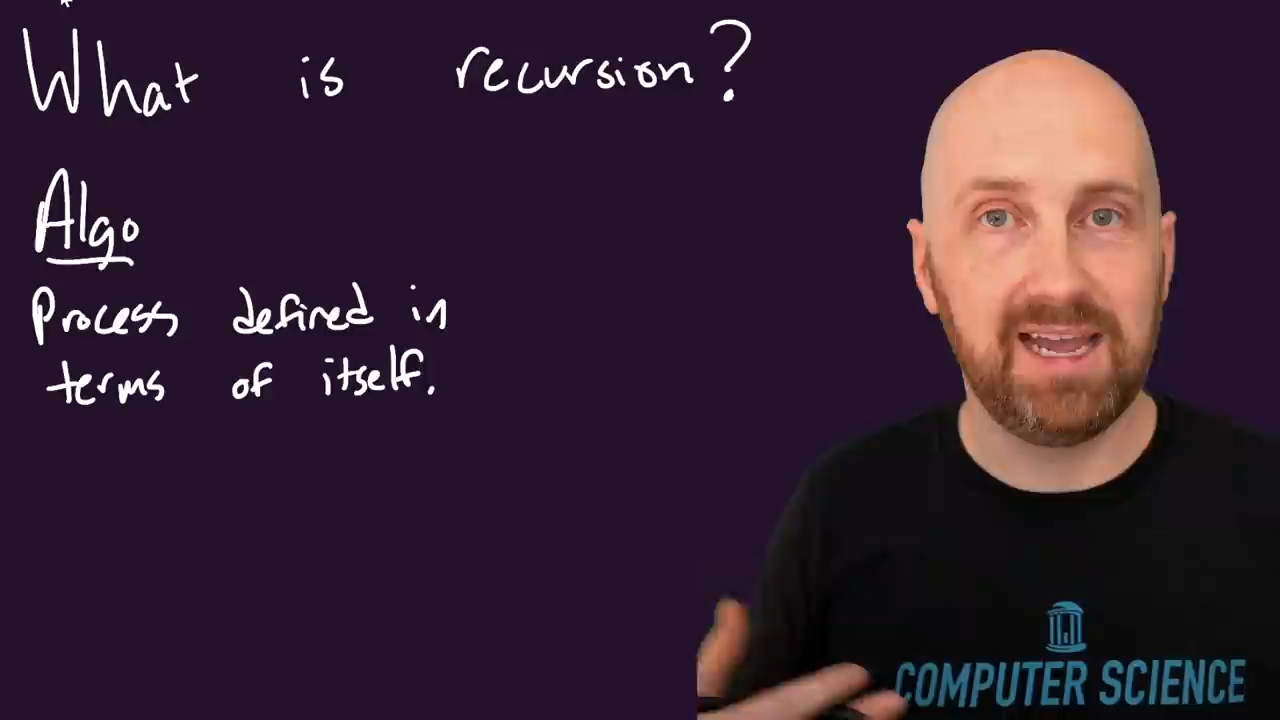 What is recursion?
Algo
Process defined in
terms of itself.
COMPUTER SCIENCE